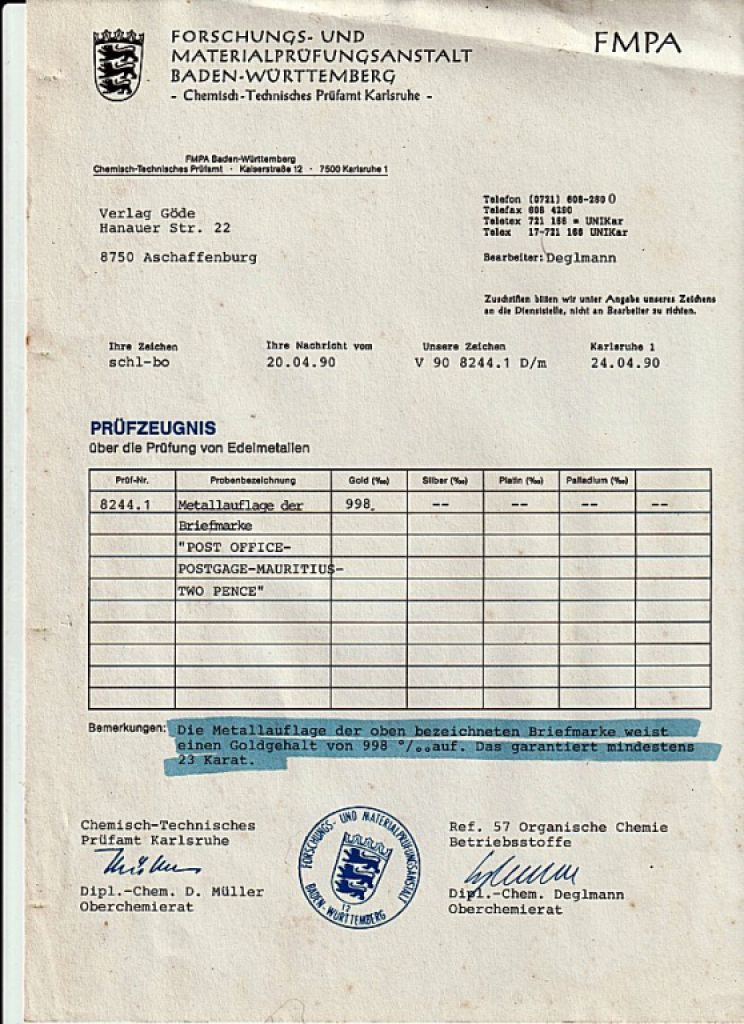 FORSCHUNGS- UND
MATERIALPRÜFUNGSANSTALT
BADEN-WÜRTTEMBERG
- Chemisch-Technisches Prüfamt Karlsruhe -
FMPA
FMPA Baden-Württemberg
Chemisch-Technisches Prüfamt · Kaiserstraße 12 · 7500 Karlsruhe 1
Verlag Göde
Hanauer Str. 22
8750 Aschaffenburg
Telefon (0721) 608-280 0
Telefax 608 4290
Teletex 721 166 = UNIKar
Telex 17-721 166 UNIKar
Bearbeiter: Deglmann
Zuschriften bitten wir unter Angabe unseres Zeichens
an die Dienststelle, nicht an Bearbeiter zu richten.
Ihre Zeichen Ihre Nachricht vom Unsere Zeichen Karlsruhe 1
schl-bo 20.04.90 V 90 8244.1 D/m 24.04.90
PRÜFZEUGNIS
über die Prüfung von Edelmetallen
Prüf-Nr. Probenbezeichnung Gold (‰) Silber (‰) Platin (‰) Palladium (‰)
8244.1 Metallauflage der 998. -- -- -- --
Briefmarke
"POST OFFICE-
POSTGAGE-MAURITIUS-
TWO PENCE"
Bemerkungen: Die Metallauflage der oben bezeichneten Briefmarke weist
einen Goldgehalt von 998 °/oo auf. Das garantiert mindestens
23 Karat.
Chemisch-Technisches
Prüfamt Karlsruhe
Dipl.-Chem. D. Müller
Oberchemierat
FORSCHUNGS- UND MATERIALPRÜFUNGSANSTALT
12
BADEN-WÜRTTEMBERG
Ref. 57 Organische Chemie
Betriebsstoffe
Dipl.-Chem. Deglmann
Oberchemierat